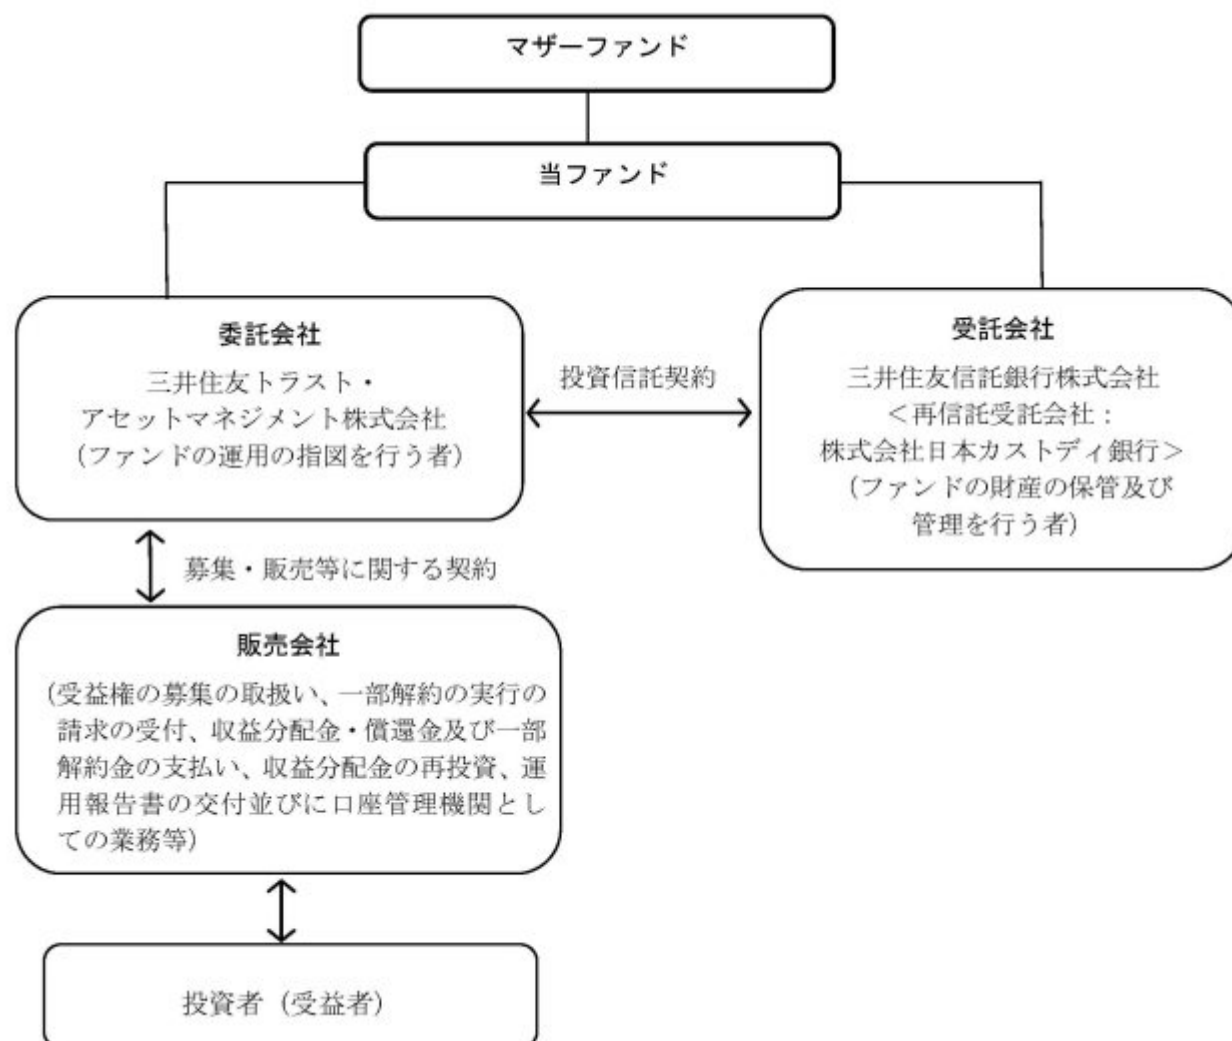 マザーファンド
当ファンド
委託会社
三井住友トラスト・
アセットマネジメント株式会社
(ファンドの運用の指図を行う者)
投資信託契約
受託会社
三井住友信託銀行株式会社
<再信託受託会社:
株式会社日本カストディ銀行>
(ファンドの財産の保管及び
管理を行う者)
募集・販売等に関する契約
販売会社
(受益権の募集の取扱い、一部解約の実行の
請求の受付、収益分配金・償還金及び一部
解約金の支払い、収益分配金の再投資、運
用報告書の交付並びに口座管理機関とし
ての業務等)
投資者(受益者)